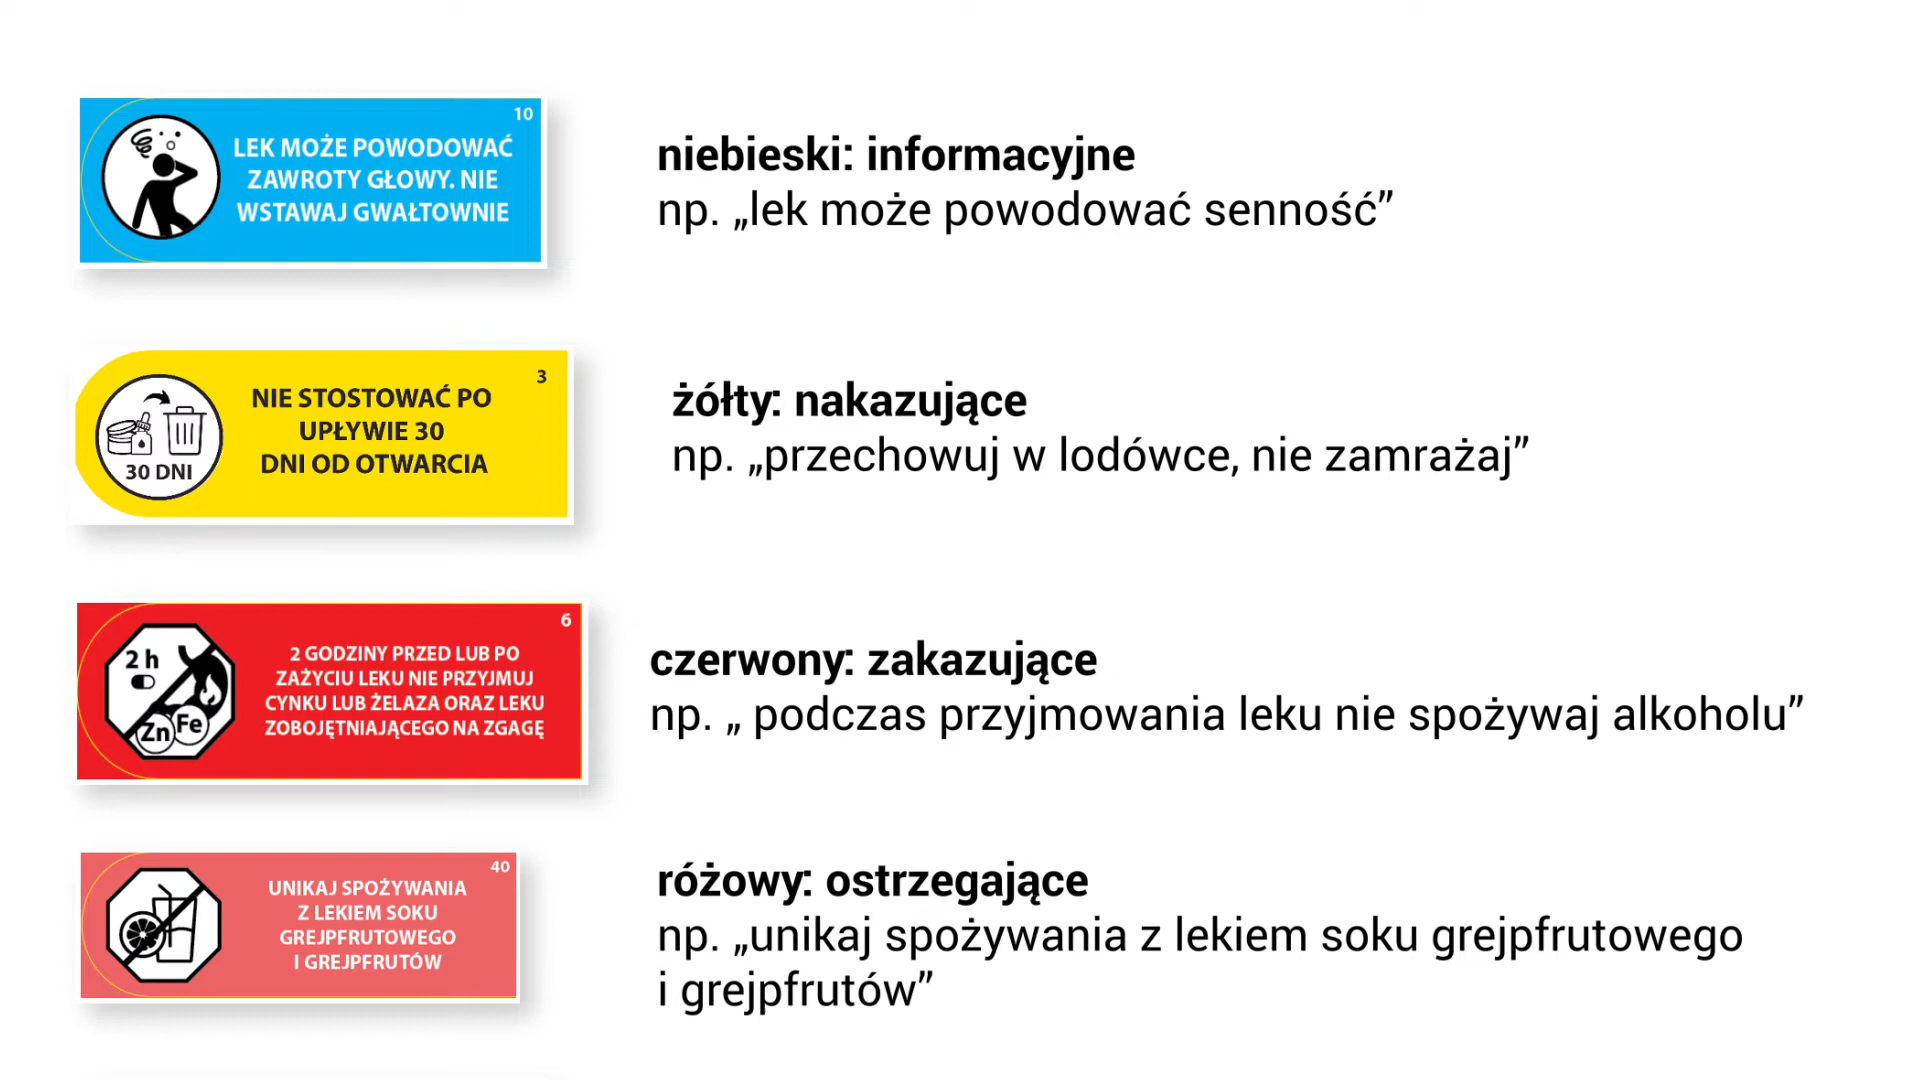 10
LEK MOŻE POWODOWAĆ
ZAWROTY GŁOWY. NIE
WSTAWAJ GWAŁTOWNIE
niebieski: informacyjne
np. „lek może powodować senność”
3
NIE STOSTOWAĆ PO
UPŁYWIE 30
DNI OD OTWARCIA
30 DNI
żółty: nakazujące
np. „przechowuj w lodówce, nie zamrażaj”
6
2 h
Zn Fe
2 GODZINY PRZED LUB PO
ZAŻYCIU LEKU NIE PRZYJMUJ
CYNKU LUB ŻELAZA ORAZ LEKU
ZOBOJĘTNIAJĄCEGO NA ZGAGĘ
czerwony: zakazujące
np. „ podczas przyjmowania leku nie spożywaj alkoholu”
40
UNIKAJ SPOŻYWANIA
Z LEKIEM SOKU
GREJPFRUTOWEGO
I GREJPFRUTÓW
różowy: ostrzegające
np. „unikaj spożywania z lekiem soku grejpfrutowego
i grejpfrutów”